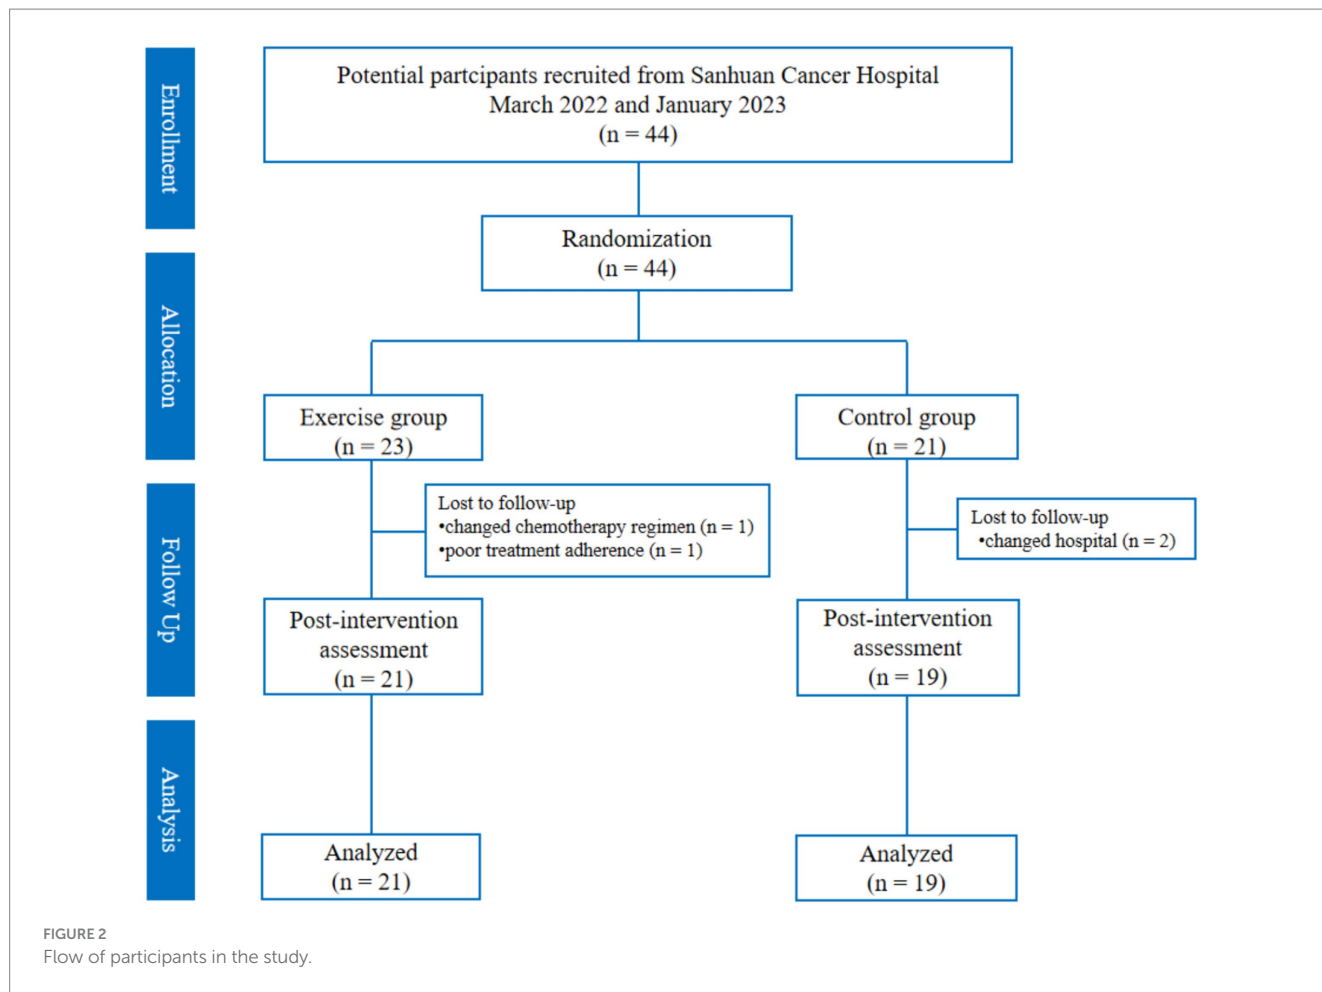 Enrollment
Potential partcipants recruited from Sanhuan Cancer Hospital
March 2022 and January 2023
(n = 44)
Randomization
(n = 44)
Allocation
Exercise group
(n = 23)
Control group
(n = 21)
Follow Up
Lost to follow-up
•changed chemotherapy regimen (n = 1)
•poor treatment adherence (n = 1)
Lost to follow-up
•changed hospital (n = 2)
Post-intervention
assessment
(n = 21)
Post-intervention
assessment
(n = 19)
Analysis
Analyzed
(n = 21)
Analyzed
(n = 19)
FIGURE 2
Flow of participants in the study.